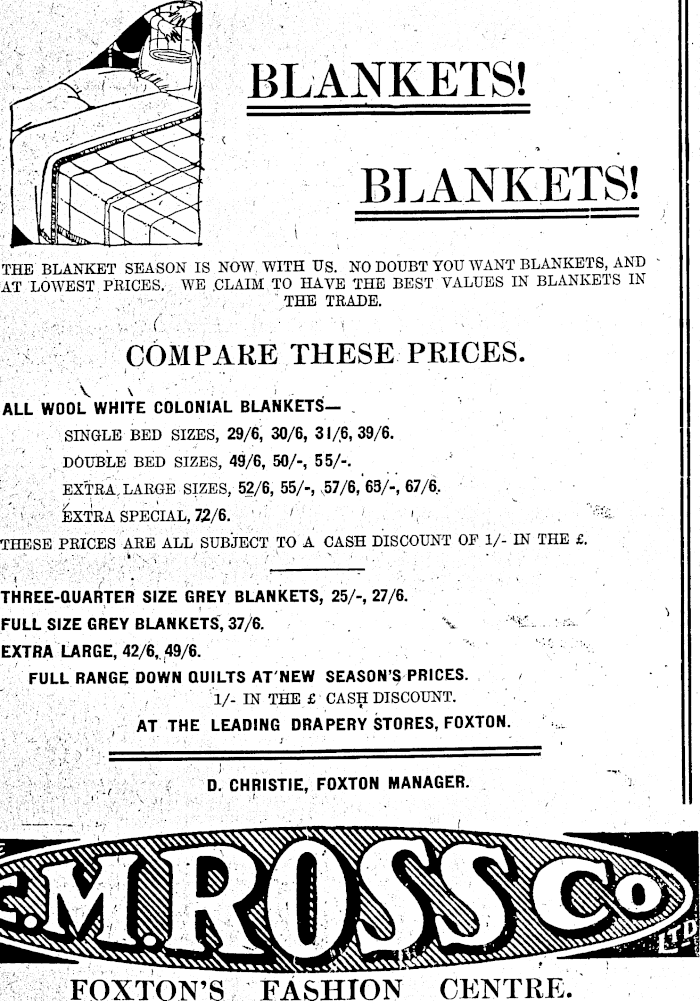 BLANKETS!
BLANKETS!
THE BLANKET SEASON IS NOW WITH US. NO DOUBT YOU WANT BLANKETS, AND
AT LOWEST PRICES. WE CLAIM TO HAVE THE BEST VALUES IN BLANKETS IN
THE TRADE.
COMPARE THESE PRICES.
ALL WOOL WHITE COLONIAL BLANKETS—
SINGLE BED SIZES, 29/6, 30/6, 31/6, 39/6.
DOUBLE BED SIZES, 49/6, 50/-, 55/-.
EXTRA LARGE SIZES, 52/6, 55/-, 57/6, 63/-, 67/6.
EXTRA SPECIAL, 72/6.
THESE PRICES ARE ALL SUBJECT TO A CASH DISCOUNT OF 1/- IN THE £.
THREE-QUARTER SIZE GREY BLANKETS, 25/-, 27/6.
FULL SIZE GREY BLANKETS, 37/6.
EXTRA LARGE, 42/6, 49/6.
FULL RANGE DOWN QUILTS AT NEW SEASON'S PRICES.
1/- IN THE £ CASH DISCOUNT.
AT THE LEADING DRAPERY STORES, FOXTON.
D. CHRISTIE, FOXTON MANAGER.
.M. ROSS Co LTD
FOXTON'S FASHION CENTRE.